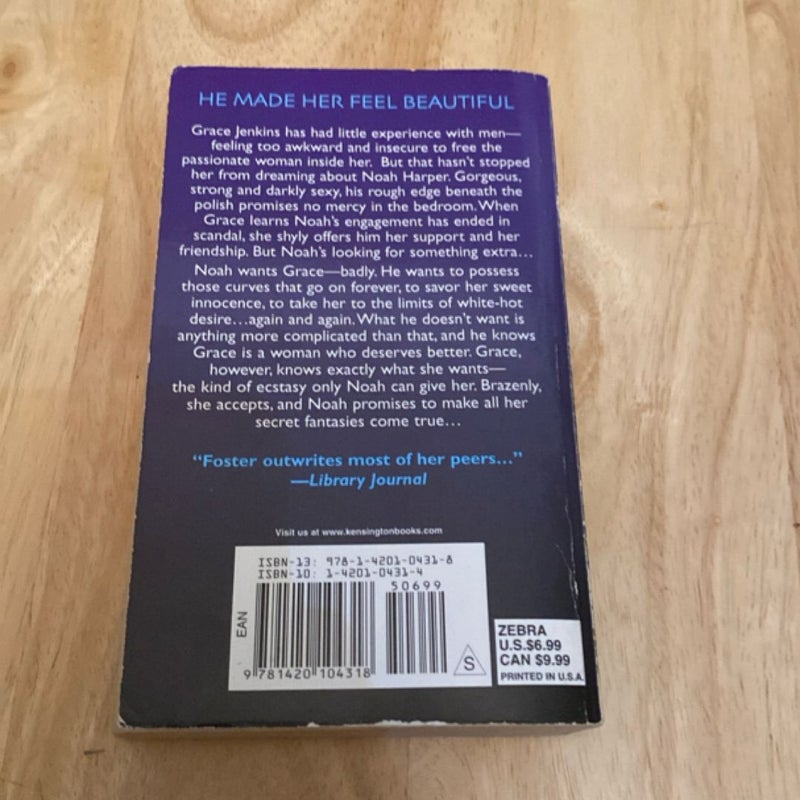 HE MADE HER FEEL BEAUTIFUL
Grace Jenkins has had little experience with men—
feeling too awkward and insecure to free the
passionate woman inside her. But that hasn't stopped
her from dreaming about Noah Harper. Gorgeous,
strong and darkly sexy, his rough edge beneath the
polish promises no mercy in the bedroom. When
Grace learns Noah's engagement has ended in
scandal, she shyly offers him her support and her
friendship. But Noah's looking for something extra...
Noah wants Grace—badly. He wants to possess
those curves that go on forever, to savor her sweet
innocence, to take her to the limits of white-hot
desire...again and again. What he doesn't want is
anything more complicated than that, and he knows
Grace is a woman who deserves better. Grace,
however, knows exactly what she wants—
the kind of ecstasy only Noah can give her. Brazenly,
she accepts, and Noah promises to make all her
secret fantasies come true...
“Foster outwrites most of her peers...”
—Library Journal
Visit us at www.kensingtonbooks.com
ISBN-13: 978-1-4201-0431-8
ISBN-10: 1-4201-0431-4
50699
EAN
9 781420 104318
S
ZEBRA
U.S.$6.99
CAN $9.99
PRINTED IN U.S.A.